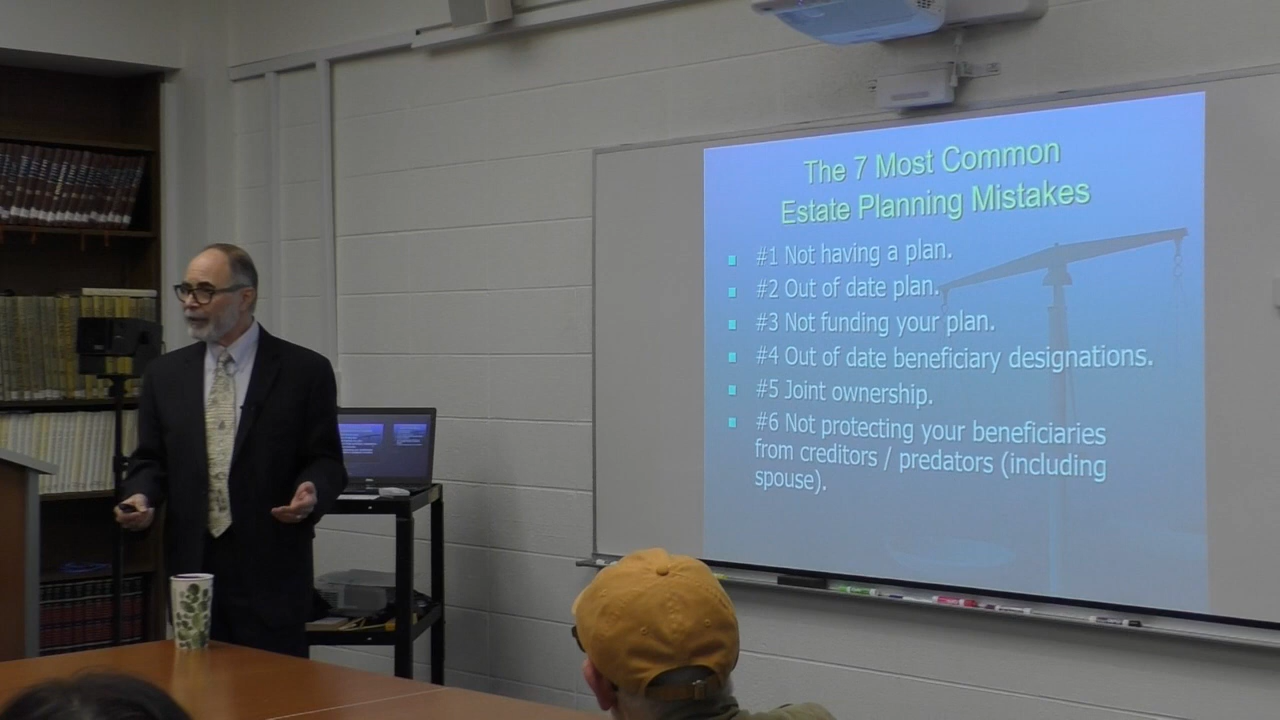 The 7 Most Common
Estate Planning Mistakes
#1 Not having a plan.
#2 Out of date plan.
#3 Not funding your plan.
#4 Out of date beneficiary designations.
#5 Joint ownership.
#6 Not protecting your beneficiaries
from creditors / predators (including
spouse).